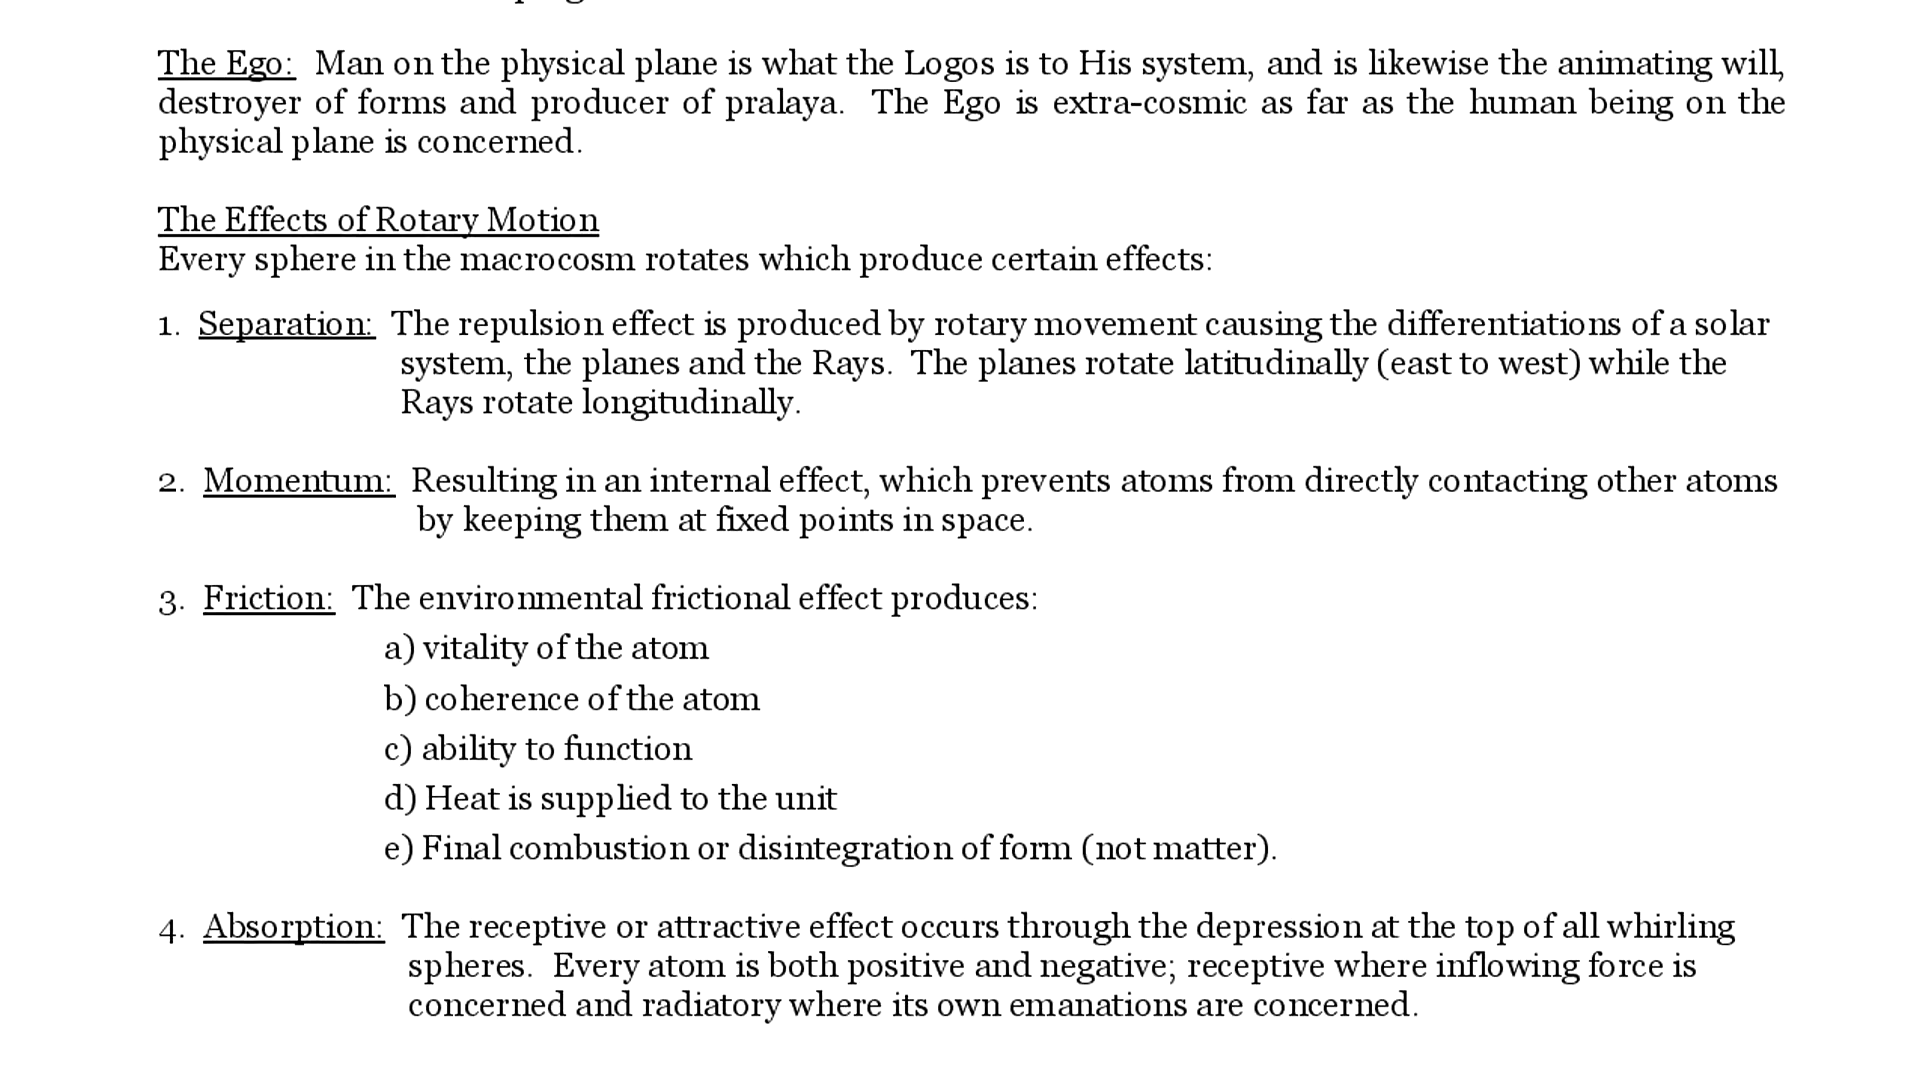 The Ego: Man on the physical plane is what the Logos is to His system, and is likewise the animating will,
destroyer of forms and producer of pralaya. The Ego is extra-cosmic as far as the human being on the
physical plane is concerned.
The Effects of Rotary Motion
Every sphere in the macrocosm rotates which produce certain effects:
1. Separation: The repulsion effect is produced by rotary movement causing the differentiations of a solar
system, the planes and the Rays. The planes rotate latitudinally (east to west) while the
Rays rotate longitudinally.
2. Momentum: Resulting in an internal effect, which prevents atoms from directly contacting other atoms
by keeping them at fixed points in space.
3. Friction: The environmental frictional effect produces:
a) vitality of the atom
b) coherence of the atom
c) ability to function
d) Heat is supplied to the unit
e) Final combustion or disintegration of form (not matter).
4. Absorption: The receptive or attractive effect occurs through the depression at the top of all whirling
spheres. Every atom is both positive and negative; receptive where inflowing force is
concerned and radiatory where its own emanations are concerned.